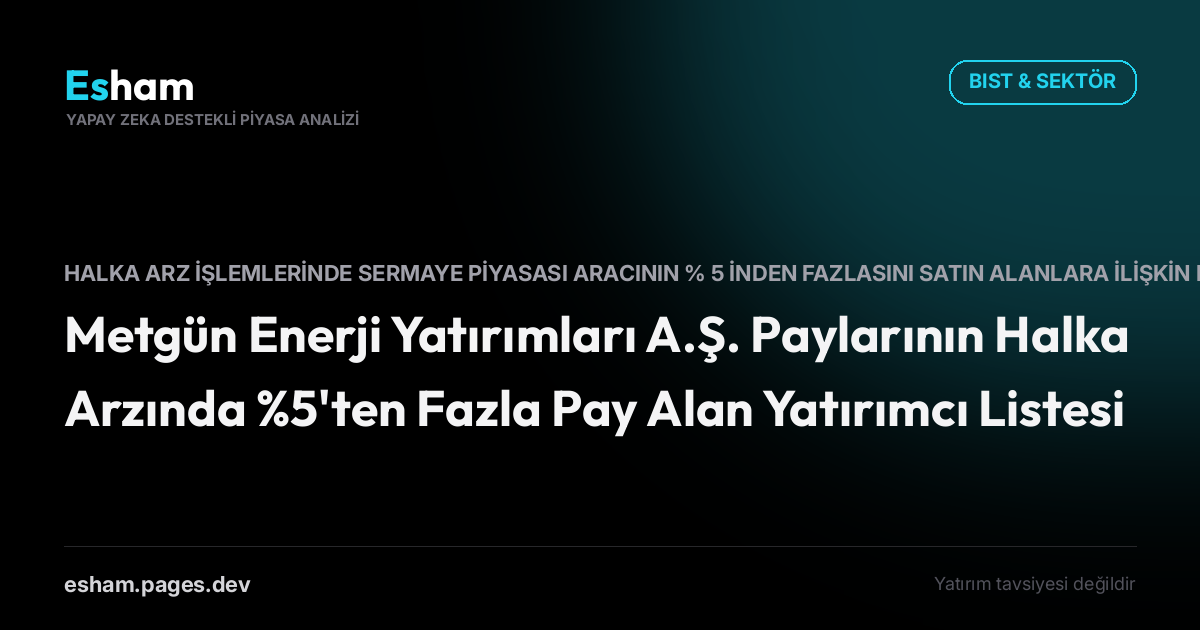 Esham
BIST & SEKTÖR
YAPAY ZEKA DESTEKLİ PİYASA ANALİZİ
HALKA ARZ İŞLEMLERİNDE SERMAYE PİYASASI ARACININ % 5 İNDEN FAZLASINI SATIN ALANLARA İLİŞKİN
Metgün Enerji Yatırımları A.Ş. Paylarının Halka
Arzında %5'ten Fazla Pay Alan Yatırımcı Listesi
esham.pages.dev
Yatırım tavsiyesi değildir